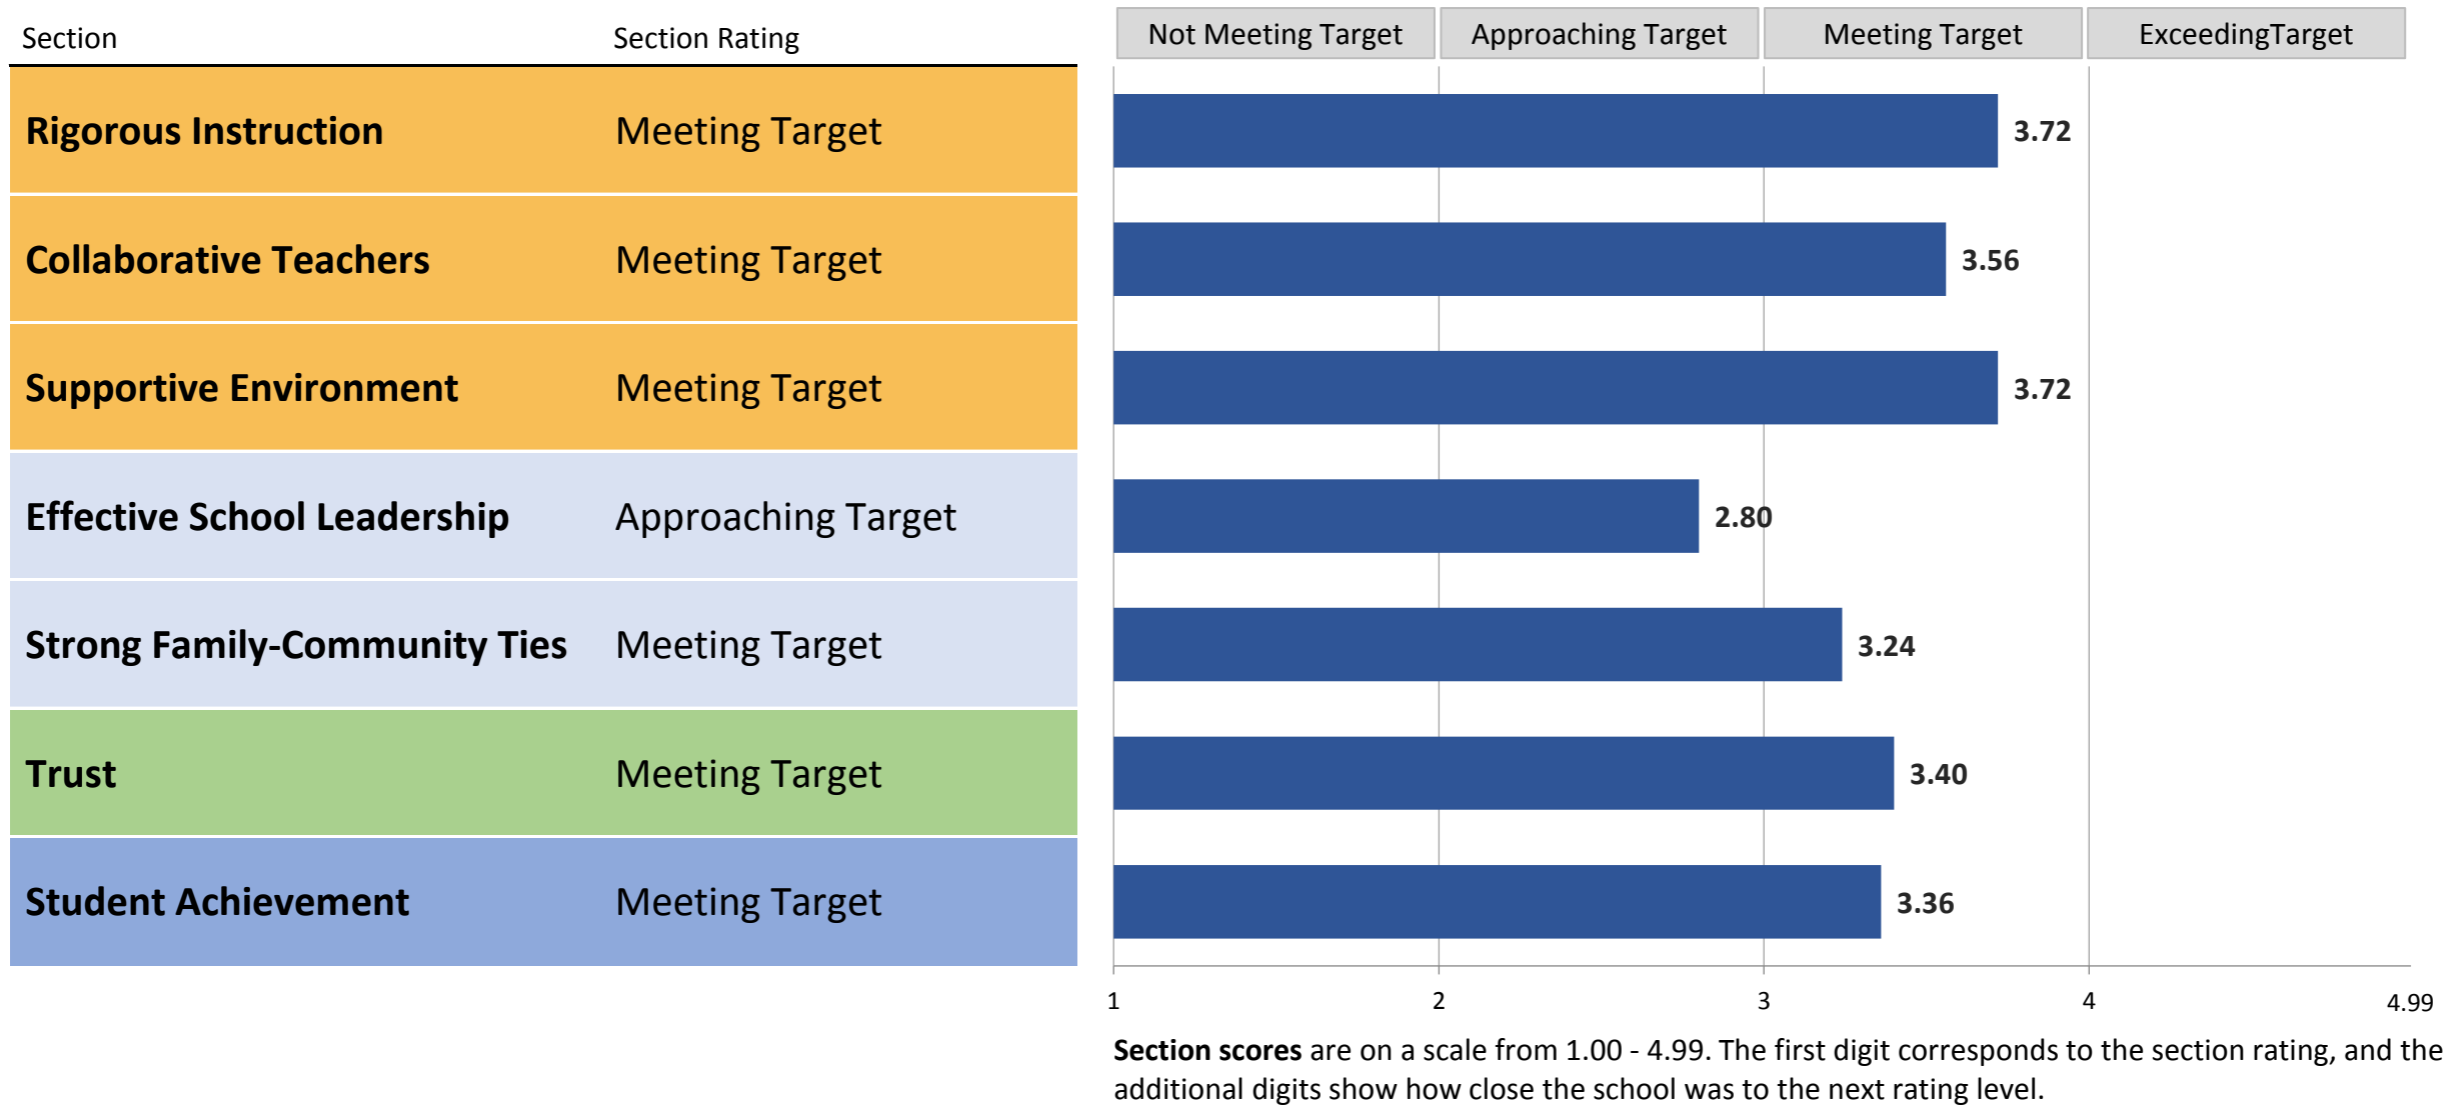 Section Section Rating Not Meeting Target Approaching Target Meeting Target ExceedingTarget
Rigorous Instruction Meeting Target 3.72
Collaborative Teachers Meeting Target 3.56
Supportive Environment Meeting Target 3.72
Effective School Leadership Approaching Target 2.80
Strong Family-Community Ties Meeting Target 3.24
Trust Meeting Target 3.40
Student Achievement Meeting Target 3.36
1 2 3 4 4.99
Section scores are on a scale from 1.00 - 4.99. The first digit corresponds to the section rating, and the
additional digits show how close the school was to the next rating level.